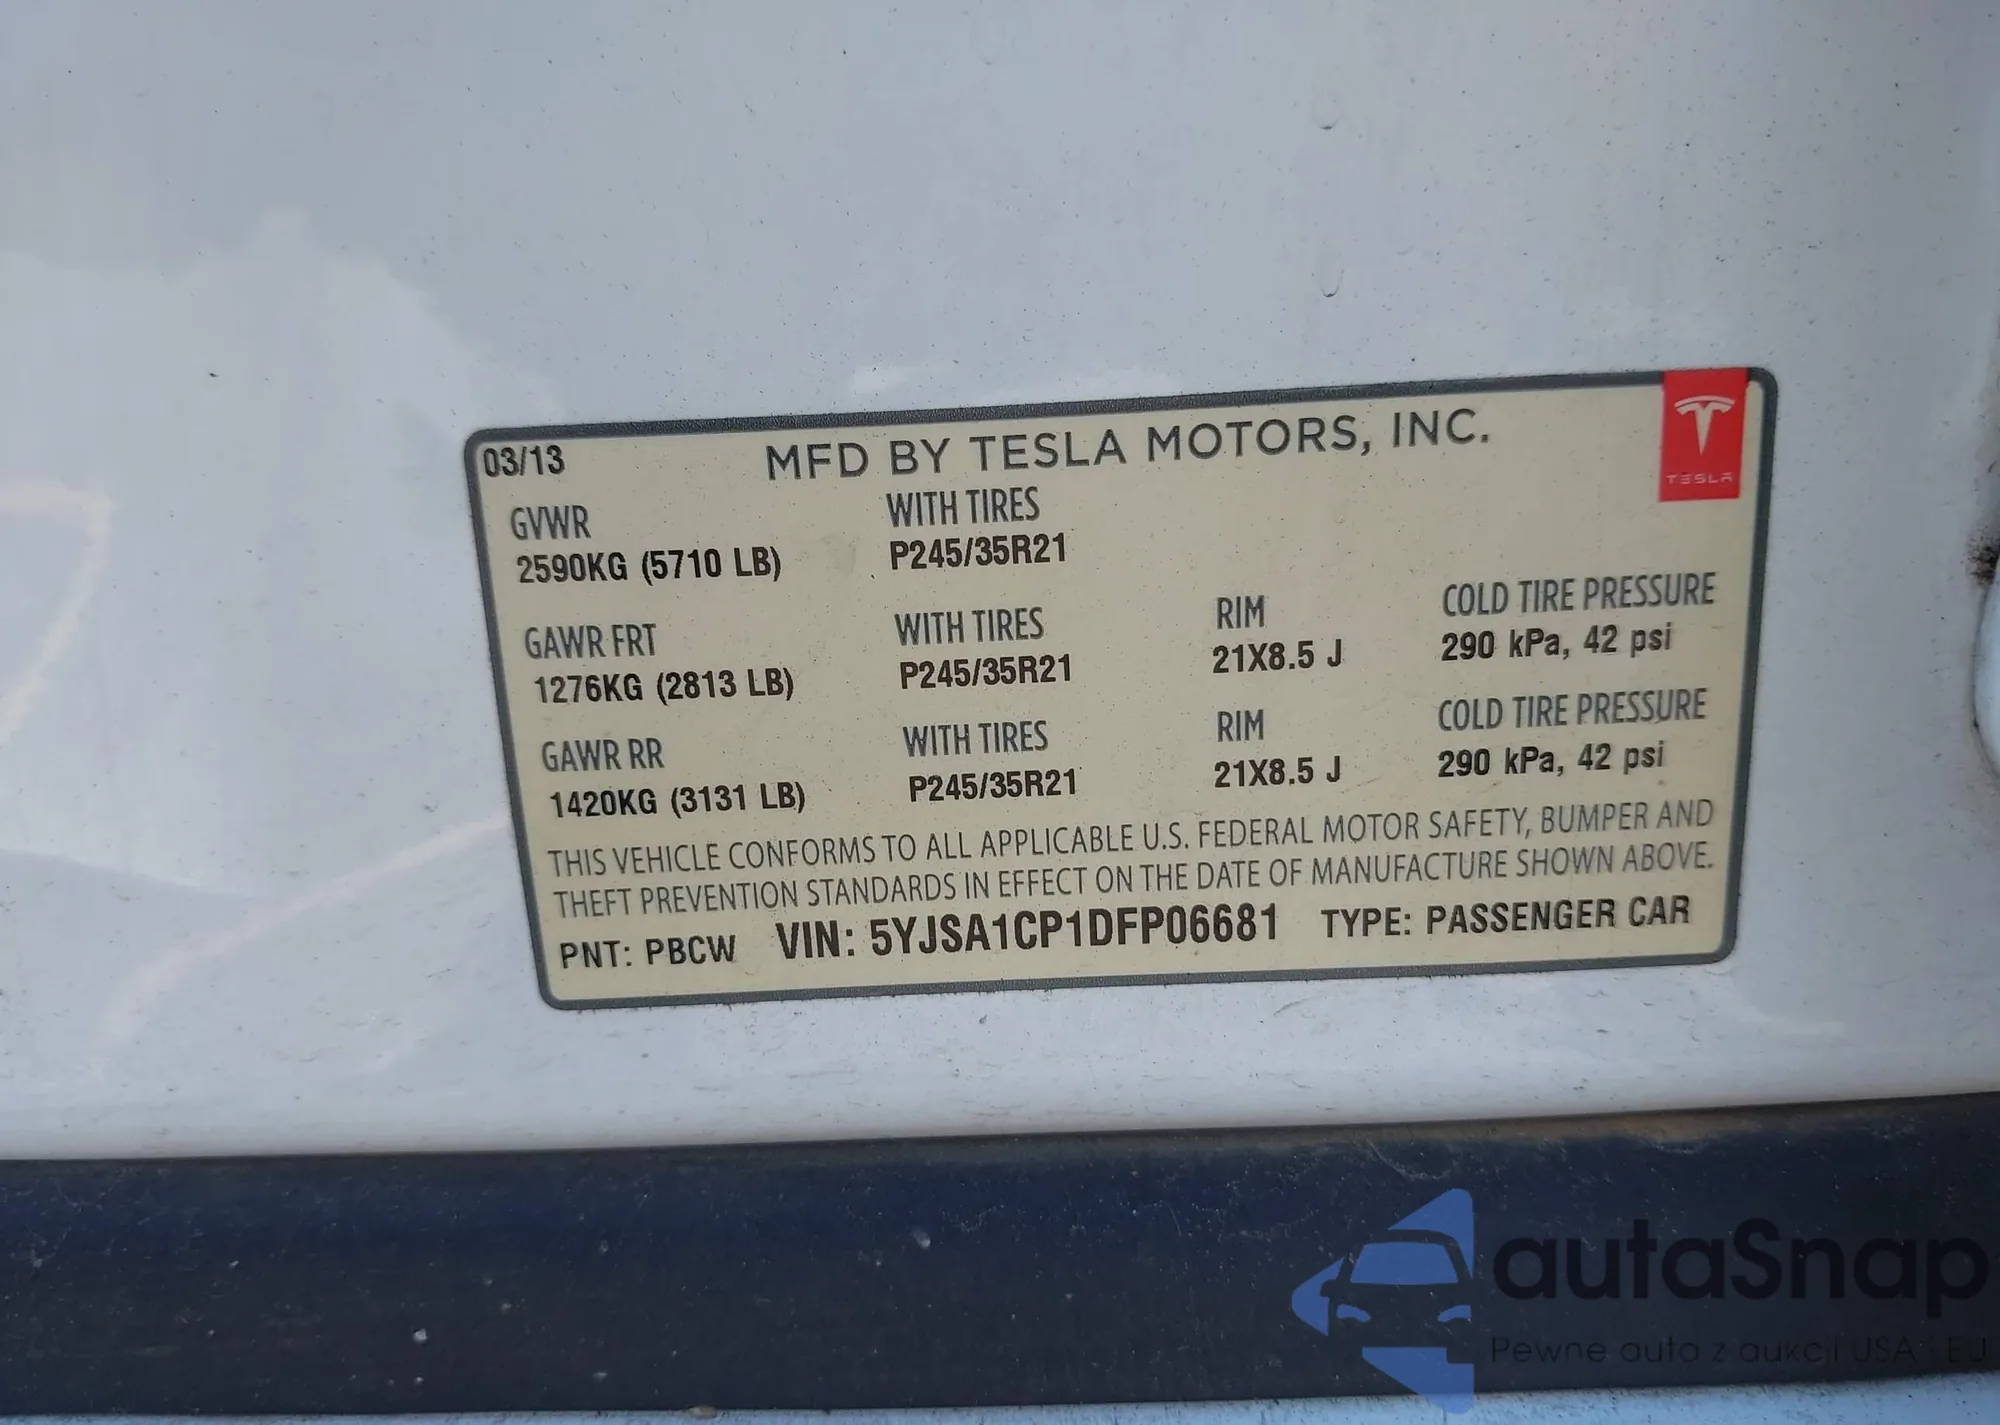 03/13 MFD BY TESLA MOTORS, INC.
TESLA
GVWR WITH TIRES
2590KG (5710 LB) P245/35R21
GAWR FRT WITH TIRES RIM COLD TIRE PRESSURE
1276KG (2813 LB) P245/35R21 21X8.5 J 290 kPa, 42 psi
GAWR RR WITH TIRES RIM COLD TIRE PRESSURE
1420KG (3131 LB) P245/35R21 21X8.5 J 290 kPa, 42 psi
THIS VEHICLE CONFORMS TO ALL APPLICABLE U.S. FEDERAL MOTOR SAFETY, BUMPER AND
THEFT PREVENTION STANDARDS IN EFFECT ON THE DATE OF MANUFACTURE SHOWN ABOVE.
PNT: PBCW VIN: 5YJSA1CP1DFP06681 TYPE: PASSENGER CAR
autaSnap
Pewne auta z aukcji USA i EU